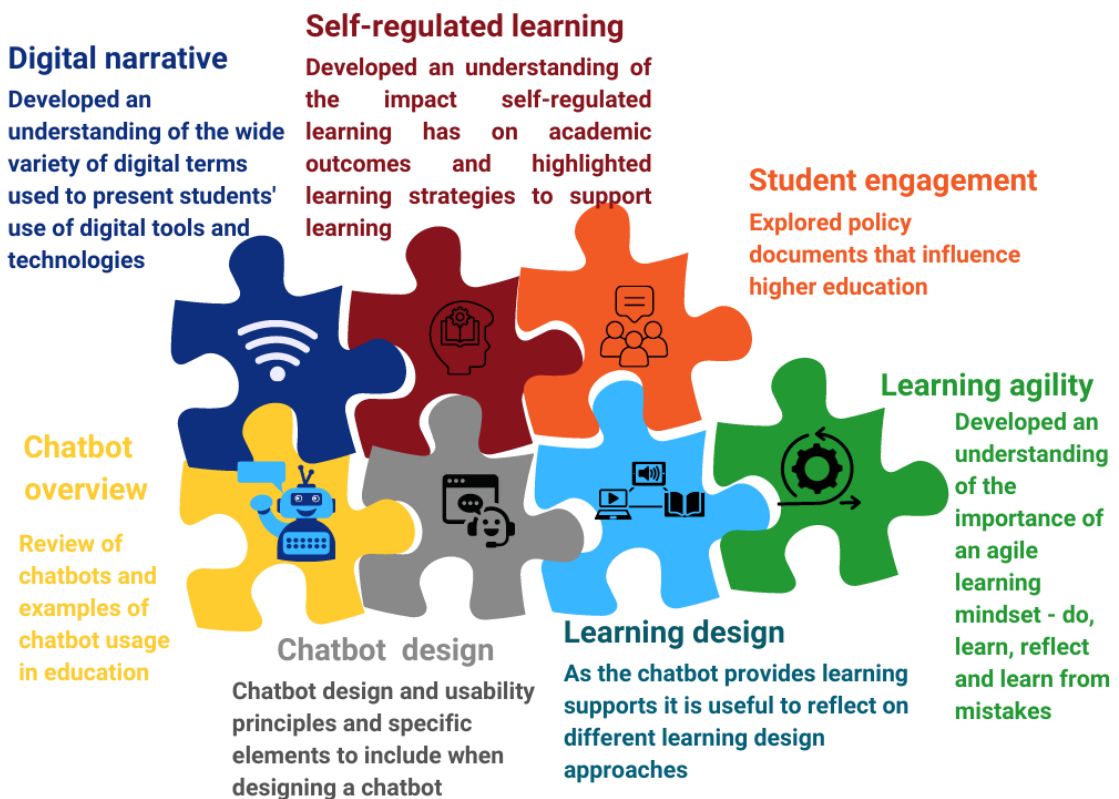 Digital narrative
Developed an
understanding of the wide
variety of digital terms
used to present students'
use of digital tools and
technologies
Self-regulated learning
Developed an understanding of
the impact self-regulated
learning has on academic
outcomes and highlighted
learning strategies to support
learning
Student engagement
Explored policy
documents that influence
higher education
Learning agility
Developed an
understanding
of the
importance of
an agile
learning
mindset - do,
learn, reflect
and learn from
mistakes
Chatbot
overview
Review of
chatbots and
examples of
chatbot usage
in education
Chatbot design
Chatbot design and usability
principles and specific
elements to include when
designing a chatbot
Learning design
As the chatbot provides learning
supports it is useful to reflect on
different learning design
approaches